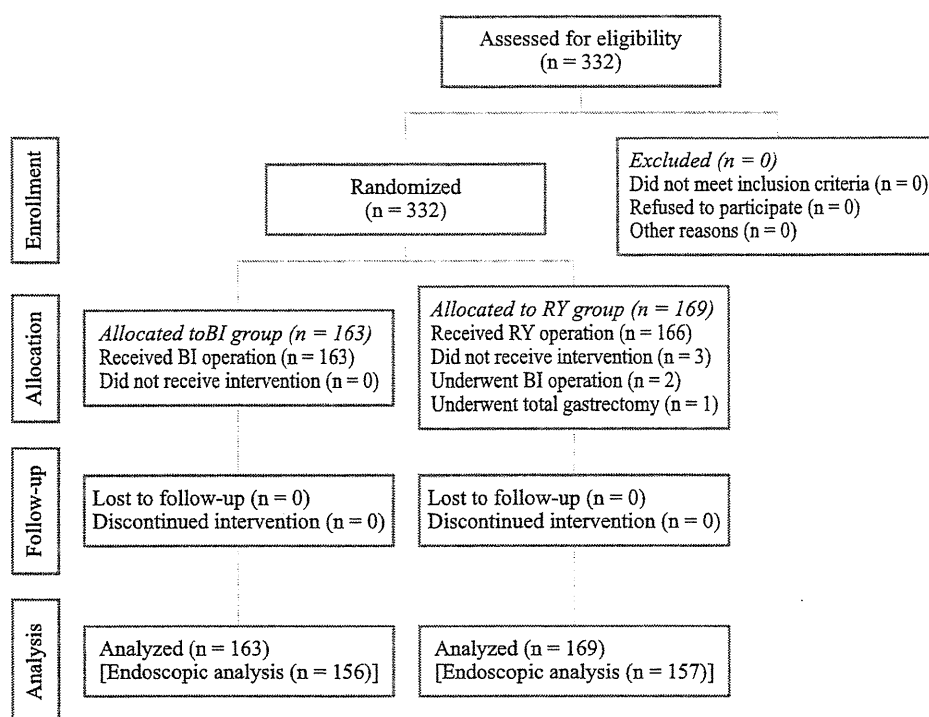 Assessed for eligibility
(n = 332)
Enrollment
Randomized
(n = 332)
Excluded (n = 0)
Did not meet inclusion criteria (n = 0)
Refused to participate (n = 0)
Other reasons (n = 0)
Allocation
Allocated toBI group (n = 163)
Received BI operation (n = 163)
Did not receive intervention (n = 0)
Allocated to RY group (n = 169)
Received RY operation (n = 166)
Did not receive intervention (n = 3)
Underwent BI operation (n = 2)
Underwent total gastrectomy (n = 1)
Follow-up
Lost to follow-up (n = 0)
Discontinued intervention (n = 0)
Lost to follow-up (n = 0)
Discontinued intervention (n = 0)
Analysis
Analyzed (n = 163)
[Endoscopic analysis (n = 156)]
Analyzed (n = 169)
[Endoscopic analysis (n = 157)]